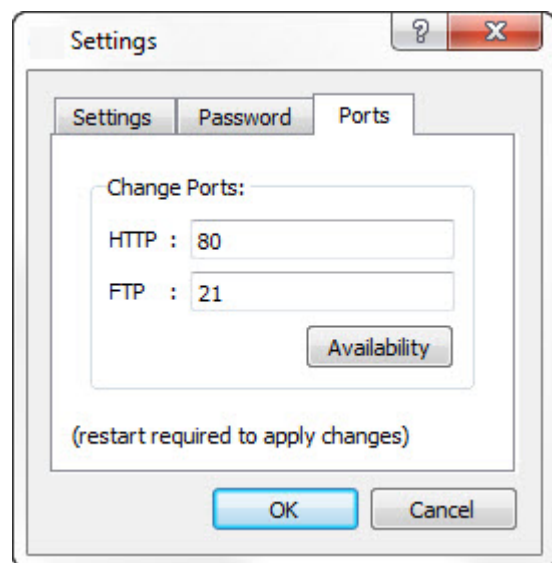 Settings
Settings Password Ports
Change Ports:
HTTP : 80
FTP : 21
Availability
(restart required to apply changes)
OK Cancel